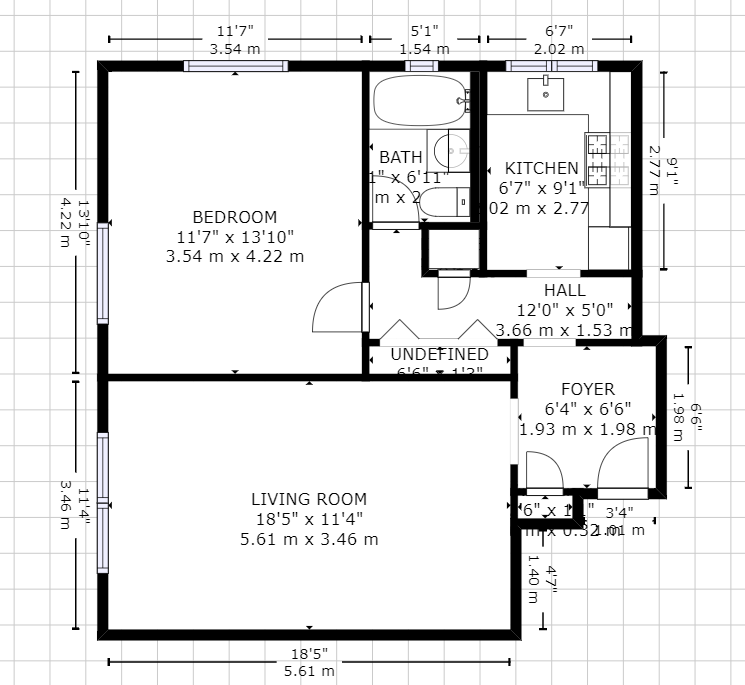 11'7"
3.54 m
5'1"
1.54 m
6'7"
2.02 m
13'10"
4.22 m
9'1"
2.77 m
BATH
1" x 6'11"
m x 2
KITCHEN
6'7" x 9'1"
02 m x 2.77
BEDROOM
11'7" x 13'10"
3.54 m x 4.22 m
HALL
12'0" x 5'0"
3.66 m x 1.53 m
UNDEFINED
6'6" x 1'3"
FOYER
6'4" x 6'6"
1.93 m x 1.98 m
6'6"
1.98 m
11'4"
3.46 m
LIVING ROOM
18'5" x 11'4"
5.61 m x 3.46 m
6" x 1'1"
m x 0.32 m
3'4"
1.01 m
4'7"
1.40 m
18'5"
5.61 m